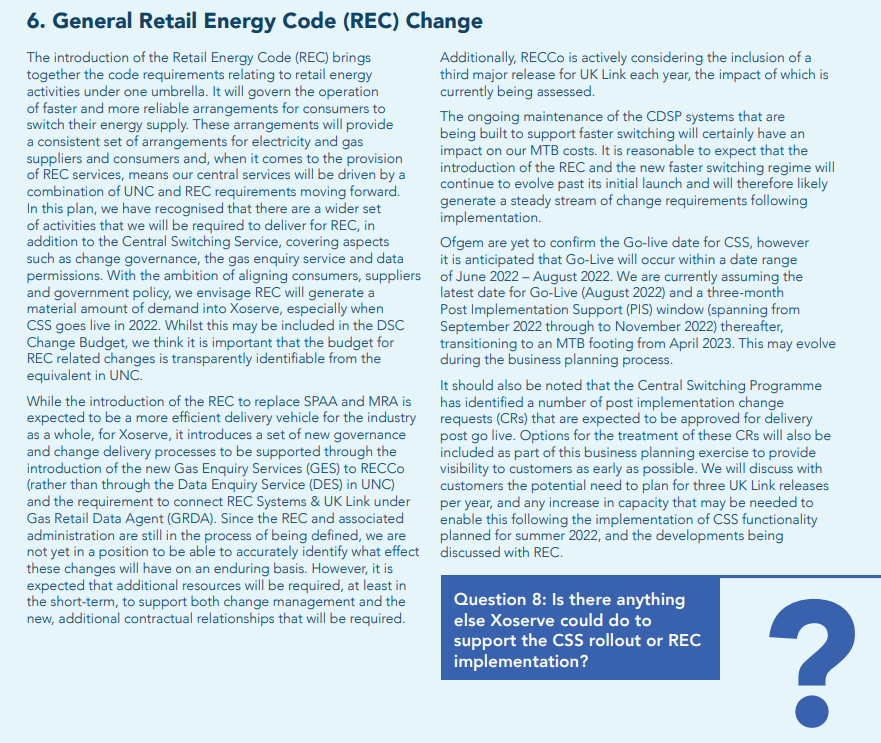 6. General Retail Energy Code (REC) Change
The introduction of the Retail Energy Code (REC) brings
together the code requirements relating to retail energy
activities under one umbrella. It will govern the operation
of faster and more reliable arrangements for consumers to
switch their energy supply. These arrangements will provide
a consistent set of arrangements for electricity and gas
suppliers and consumers and, when it comes to the provision
of REC services, means our central services will be driven by a
combination of UNC and REC requirements moving forward.
In this plan, we have recognised that there are a wider set
of activities that we will be required to deliver for REC, in
addition to the Central Switching Service, covering aspects
such as change governance, the gas enquiry service and data
permissions. With the ambition of aligning consumers, suppliers
and government policy, we envisage REC will generate a
material amount of demand into Xoserve, especially when
CSS goes live in 2022. Whilst this may be included in the DSC
Change Budget, we think it is important that the budget for
REC related changes is transparently identifiable from the
equivalent in UNC.
While the introduction of the REC to replace SPAA and MRA is
expected to be a more efficient delivery vehicle for the industry
as a whole, for Xoserve, it introduces a set of new governance
and change delivery processes to be supported through the
introduction of the new Gas Enquiry Services (GES) to RECCo
(rather than through the Data Enquiry Service (DES) in UNC)
and the requirement to connect REC Systems & UK Link under
Gas Retail Data Agent (GRDA). Since the REC and associated
administration are still in the process of being defined, we are
not yet in a position to be able to accurately identify what effect
these changes will have on an enduring basis. However, it is
expected that additional resources will be required, at least in
the short-term, to support both change management and the
new, additional contractual relationships that will be required.
Additionally, RECCo is actively considering the inclusion of a
third major release for UK Link each year, the impact of which is
currently being assessed.
The ongoing maintenance of the CDSP systems that are
being built to support faster switching will certainly have an
impact on our MTB costs. It is reasonable to expect that the
introduction of the REC and the new faster switching regime will
continue to evolve past its initial launch and will therefore likely
generate a steady stream of change requirements following
implementation.
Ofgem are yet to confirm the Go-live date for CSS, however
it is anticipated that Go-Live will occur within a date range
of June 2022 – August 2022. We are currently assuming the
latest date for Go-Live (August 2022) and a three-month
Post Implementation Support (PIS) window (spanning from
September 2022 through to November 2022) thereafter,
transitioning to an MTB footing from April 2023. This may evolve
during the business planning process.
It should also be noted that the Central Switching Programme
has identified a number of post implementation change
requests (CRs) that are expected to be approved for delivery
post go live. Options for the treatment of these CRs will also be
included as part of this business planning exercise to provide
visibility to customers as early as possible. We will discuss with
customers the potential need to plan for three UK Link releases
per year, and any increase in capacity that may be needed to
enable this following the implementation of CSS functionality
planned for summer 2022, and the developments being
discussed with REC.
Question 8: Is there anything
else Xoserve could do to
support the CSS rollout or REC
implementation?
?